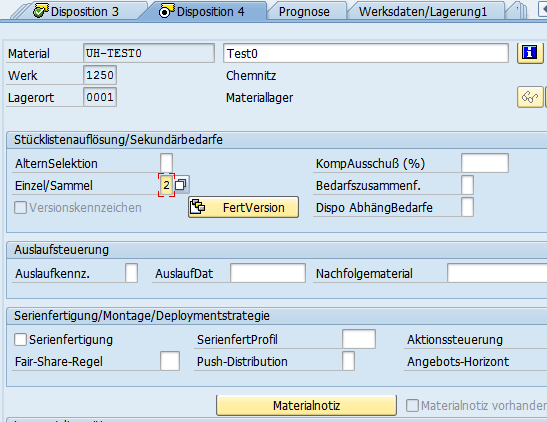 Disposition 3 Disposition 4 Prognose Werksdaten/Lagerung1
Material UH-TEST0 Test0
Werk 1250 Chemnitz
Lagerort 0001 Materiallager
Stücklistenauflösung/Sekundärbedarfe
AlternSelektion KompAusschuß (%)
Einzel/Sammel 2 Bedarfszusammenf.
Versionskennzeichen FertVersion Dispo AbhängBedarfe
Auslaufsteuerung
Auslaufkennz. AuslaufDat Nachfolgematerial
Serienfertigung/Montage/Deploymentstrategie
Serienfertigung SerienfertProfil Aktionssteuerung
Fair-Share-Regel Push-Distribution Angebots-Horizont
Materialnotiz Materialnotiz vorhanden